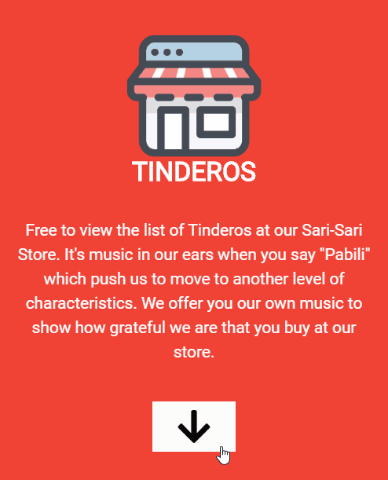 TINDEROS
Free to view the list of Tinderos at our Sari-Sari
Store. It's music in our ears when you say "Pabili"
which push us to move to another level of
characteristics. We offer you our own music to
show how grateful we are that you buy at our
store.